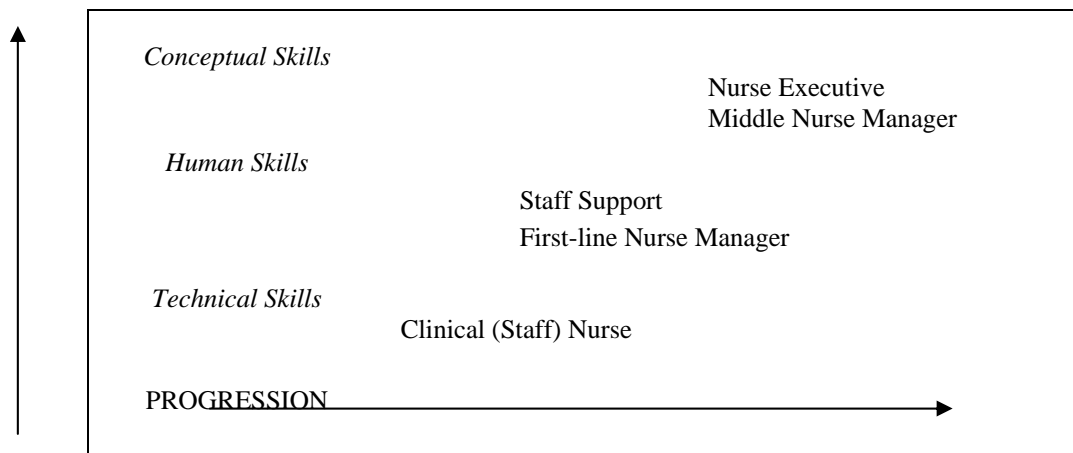 Conceptual Skills
Nurse Executive
Middle Nurse Manager
Human Skills
Staff Support
First-line Nurse Manager
Technical Skills
Clinical (Staff) Nurse
PROGRESSION